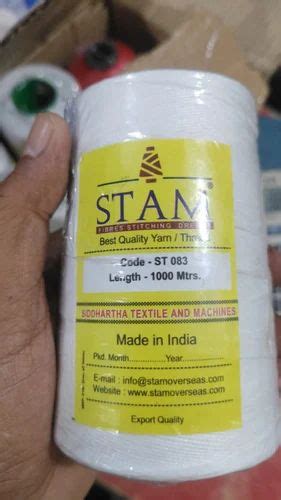 STAM®
FIBRES STITCHING DREAMS
Best Quality Yarn / Thread
Code - ST 083
Length - 1000 Mtrs.
SIDDHARTHA TEXTILE AND MACHINES
Made in India
Pkd. Month..............Year..............
E-mail : info@stamoverseas.com
Website : www.stamoverseas.com
Export Quality